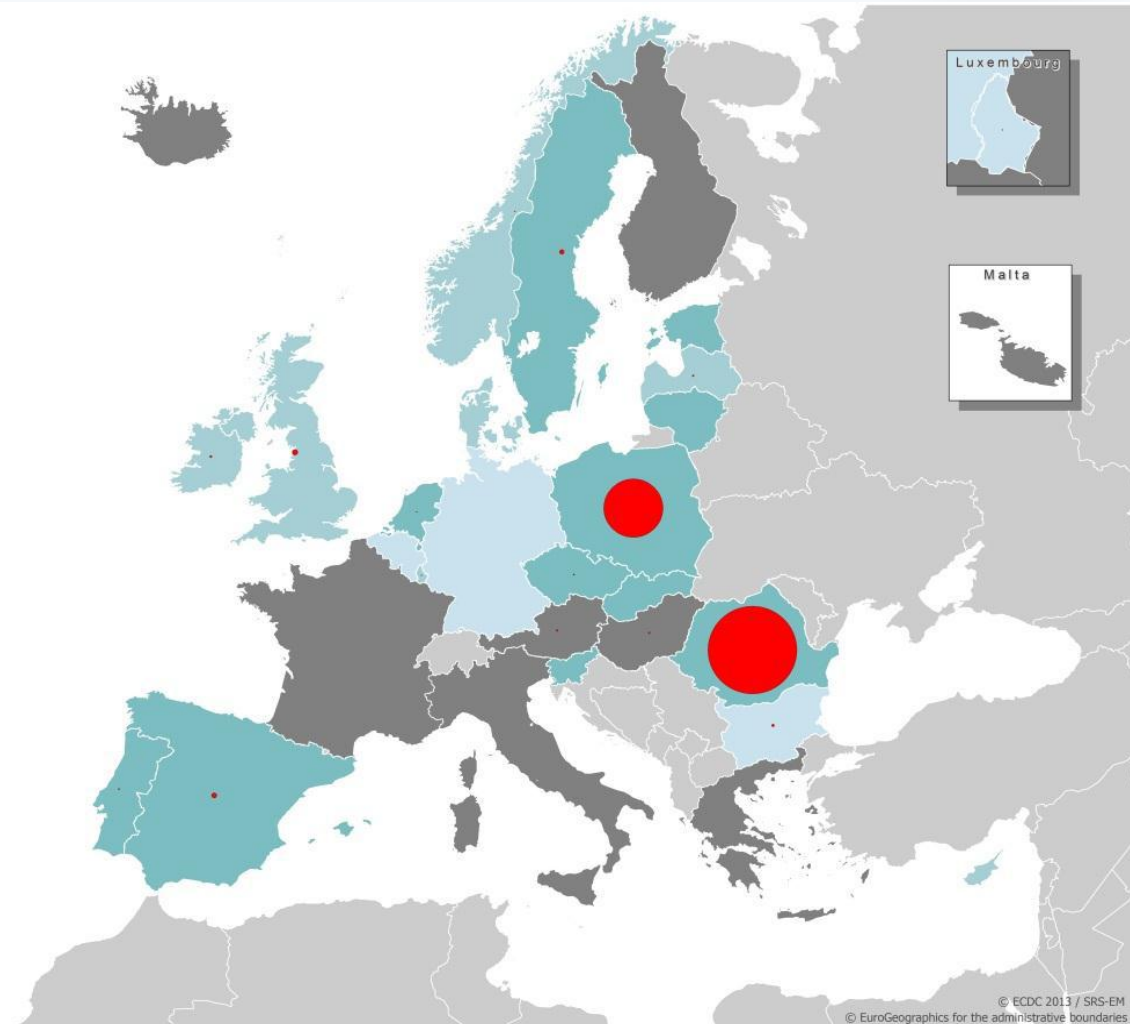 Luxembourg
Malta
© ECDC 2013 / SRS-EM
© EuroGeographics for the administrative boundaries